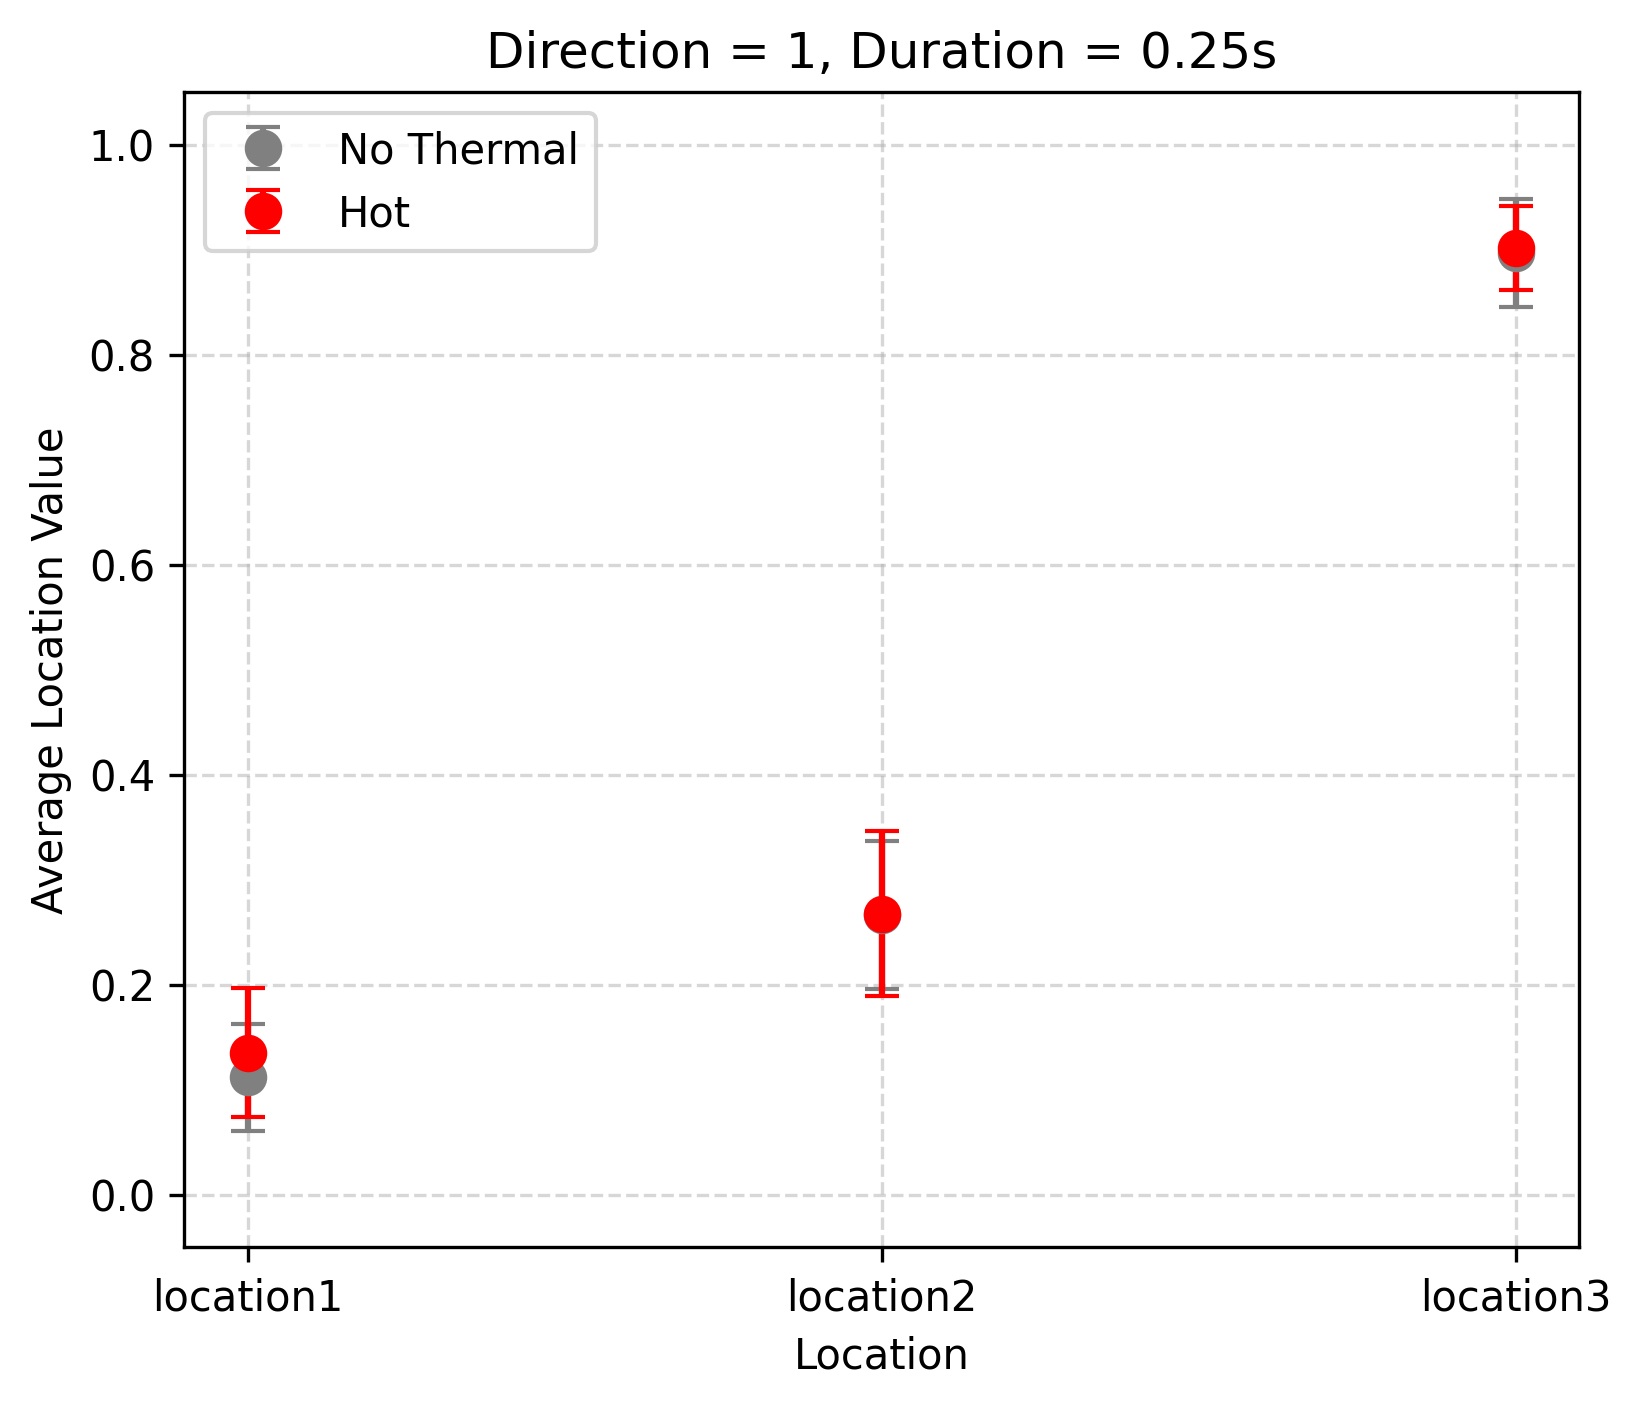 Direction = 1, Duration = 0.25s
No Thermal
Hot
1.0
0.8
0.6
0.4
0.2
0.0
Average Location Value
location1
location2
location3
Location